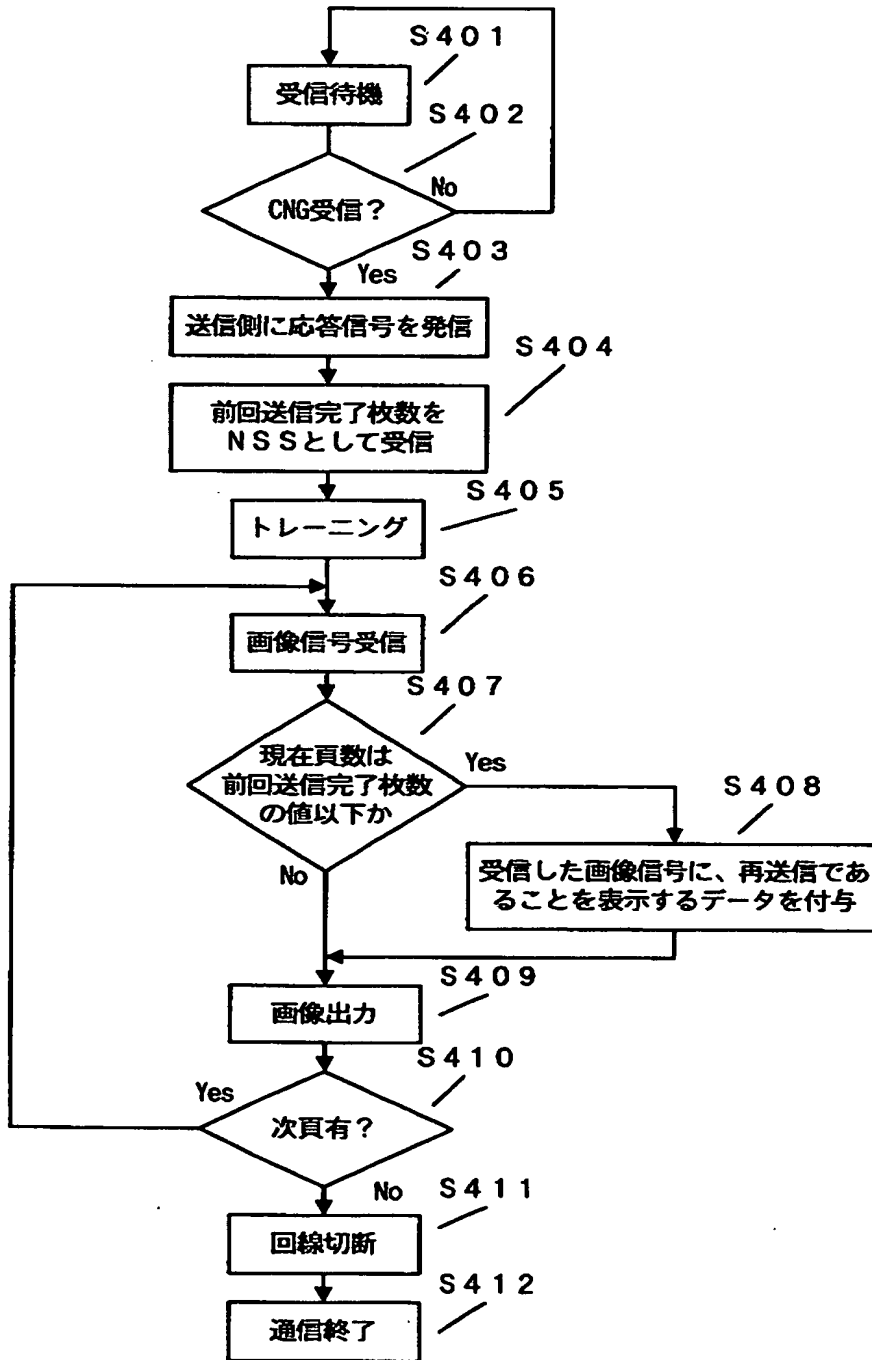 S401
受信待機
S402
CNG受信?
No
S403
Yes
送信側に応答信号を発信
S404
前回送信完了枚数を
NSSとして受信
S405
トレーニング
S406
画像信号受信
S407
現在頁数は
前回送信完了枚数
の値以下か
Yes
S408
No
受信した画像信号に、再送信であ
ることを表示するデータを付与
S409
画像出力
S410
Yes
次頁有?
No
S411
回線切断
S412
通信終了